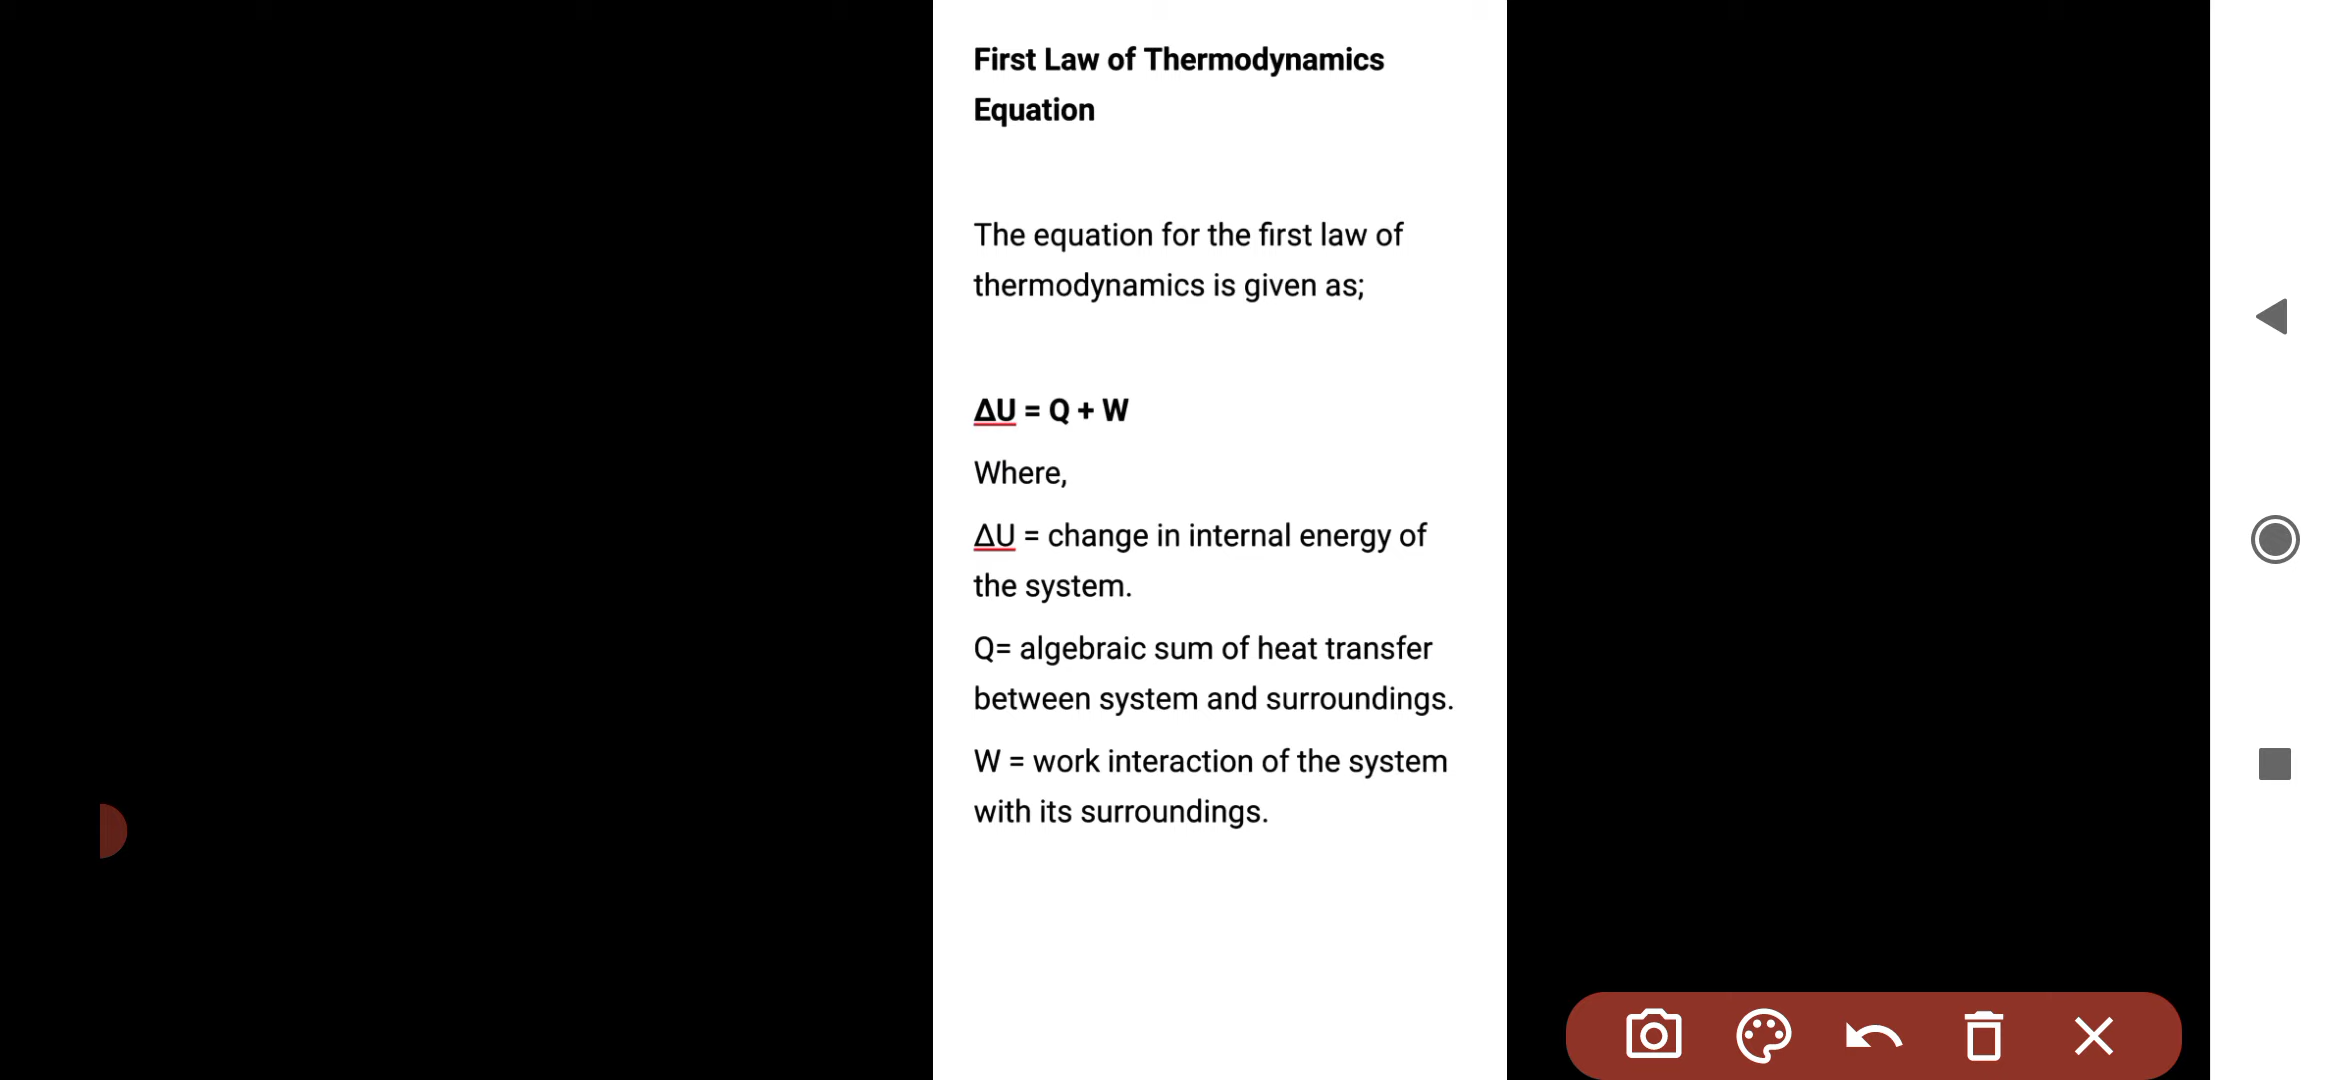 First Law of Thermodynamics
Equation
The equation for the first law of
thermodynamics is given as;
ΔU = Q + W
Where,
ΔU = change in internal energy of
the system.
Q= algebraic sum of heat transfer
between system and surroundings.
W = work interaction of the system
with its surroundings.